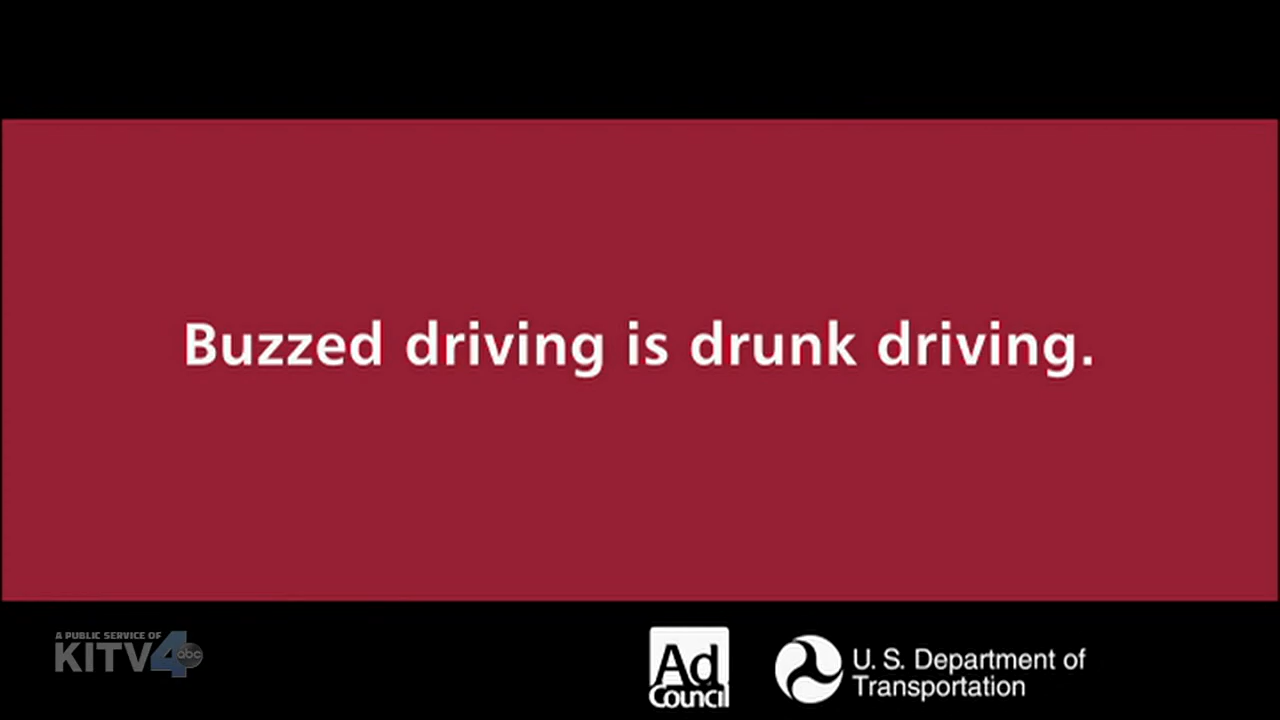 Buzzed driving is drunk driving.
A PUBLIC SERVICE OF
KITV4 abc
Ad
Council
U. S. Department of
Transportation